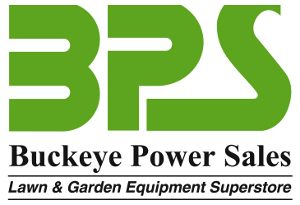 BPS
Buckeye Power Sales
Lawn & Garden Equipment Superstore